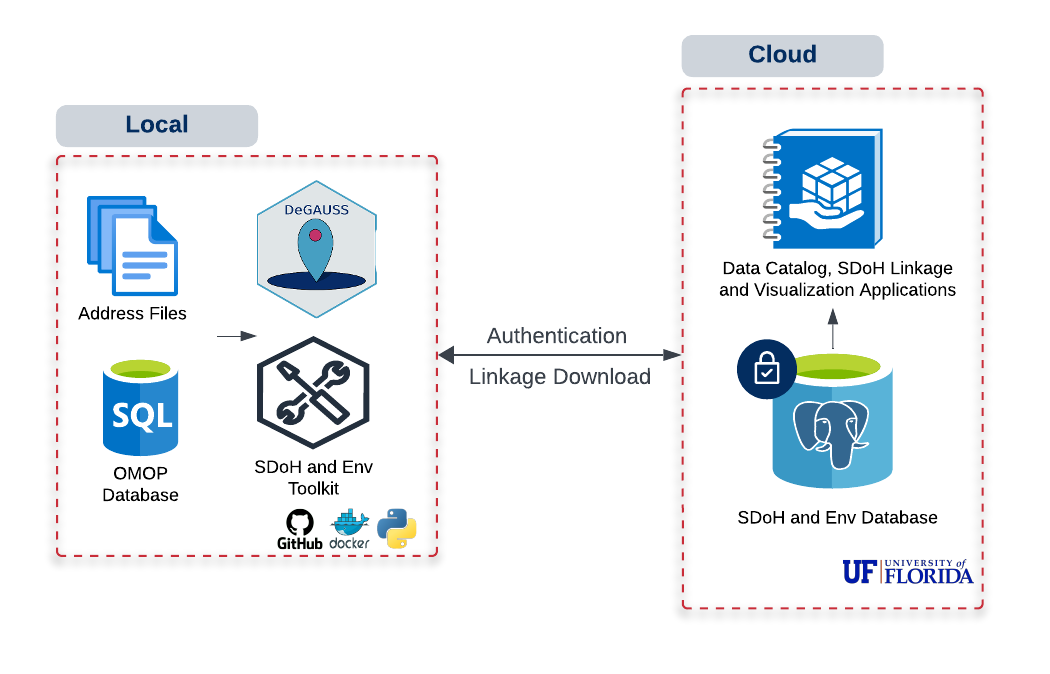 Cloud
Local
DeGAUSS
Address Files
SQL
OMOP
Database
SDoH and Env
Toolkit
GitHub
docker
Authentication
Linkage Download
Data Catalog, SDoH Linkage
and Visualization Applications
SDoH and Env Database
UF UNIVERSITY of
FLORIDA